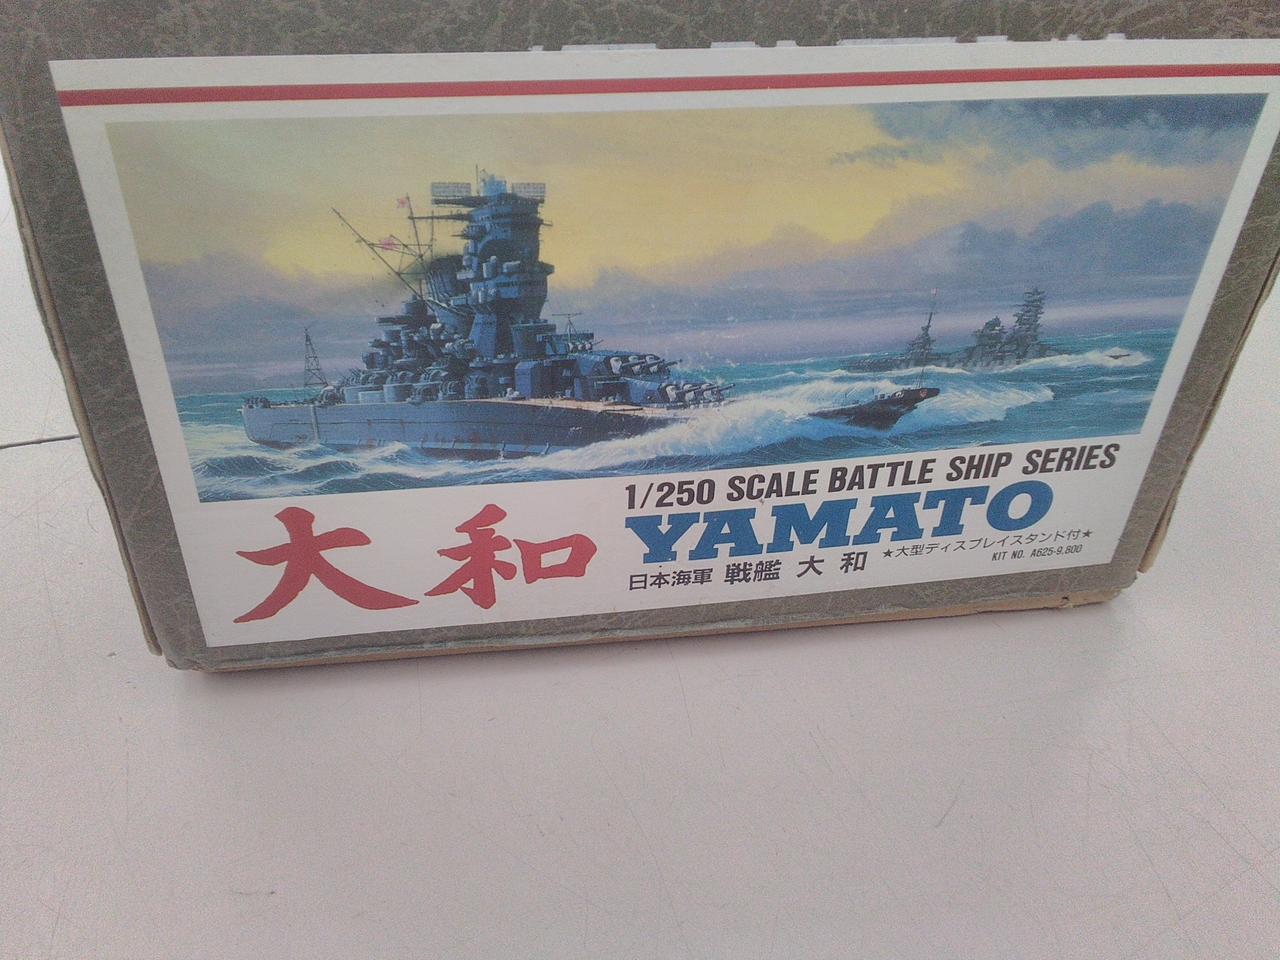 1/250 SCALE BATTLE SHIP SERIES
大和 YAMATO
日本海軍 戦艦 大和 ★大型ディスプレイスタンド付★
KIT NO. A625-9,800